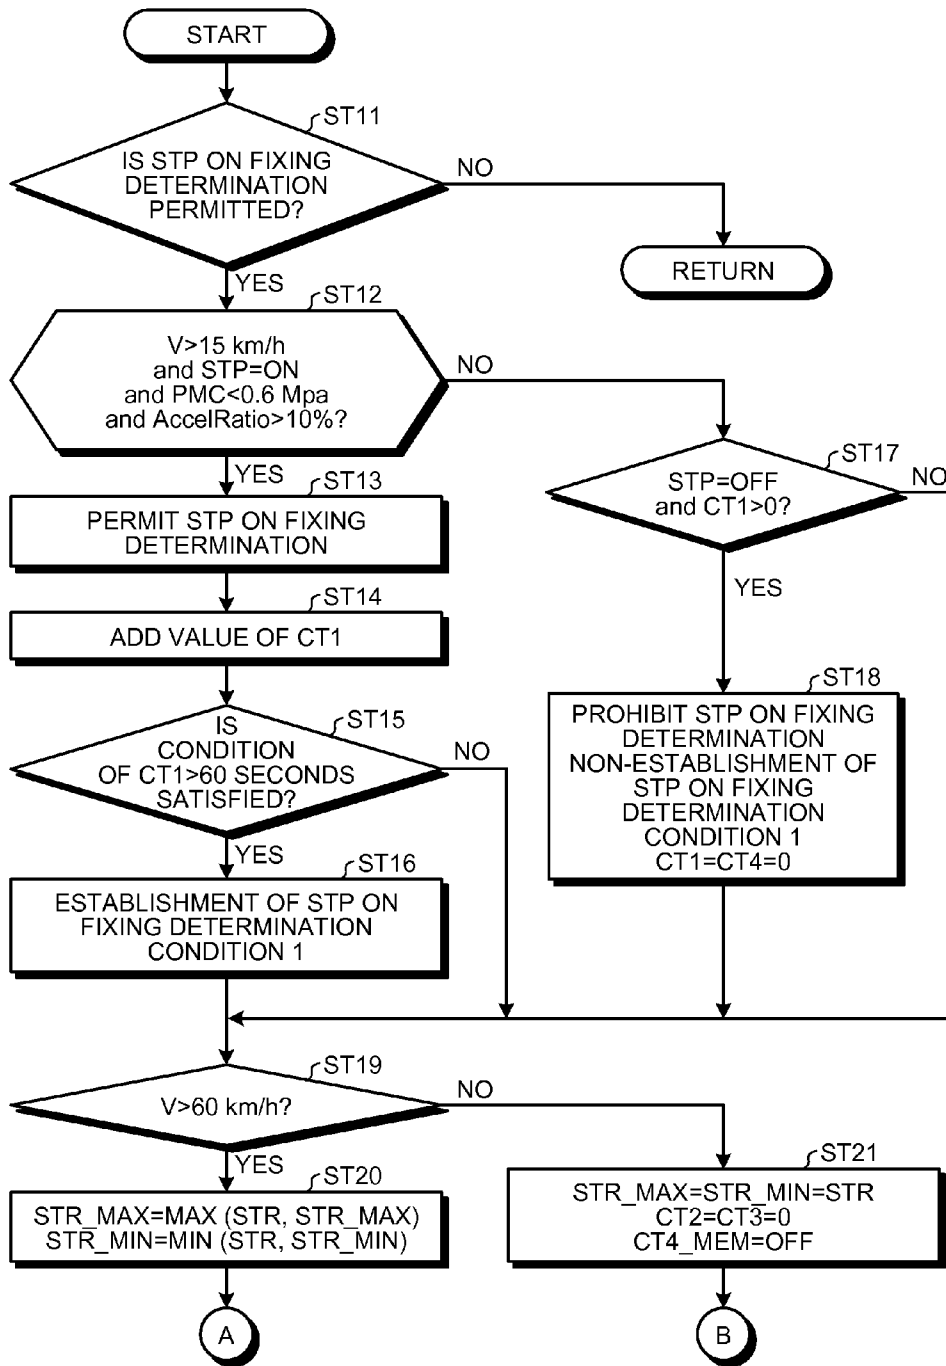 START
ST11
IS STP ON FIXING
DETERMINATION
PERMITTED?
NO
RETURN
YES
ST12
V>15 km/h
and STP=ON
and PMC<0.6 Mpa
and AccelRatio>10%?
NO
YES
ST13
PERMIT STP ON FIXING
DETERMINATION
ST17
STP=OFF
and CT1>0?
NO
YES
ST14
ADD VALUE OF CT1
ST15
IS
CONDITION
OF CT1>60 SECONDS
SATISFIED?
NO
YES
ST18
PROHIBIT STP ON FIXING
DETERMINATION
NON-ESTABLISHMENT OF
STP ON FIXING
DETERMINATION
CONDITION 1
CT1=CT4=0
ST16
ESTABLISHMENT OF STP ON
FIXING DETERMINATION
CONDITION 1
ST19
V>60 km/h?
NO
YES
ST20
STR_MAX=MAX (STR, STR_MAX)
STR_MIN=MIN (STR, STR_MIN)
ST21
STR_MAX=STR_MIN=STR
CT2=CT3=0
CT4_MEM=OFF
A
B